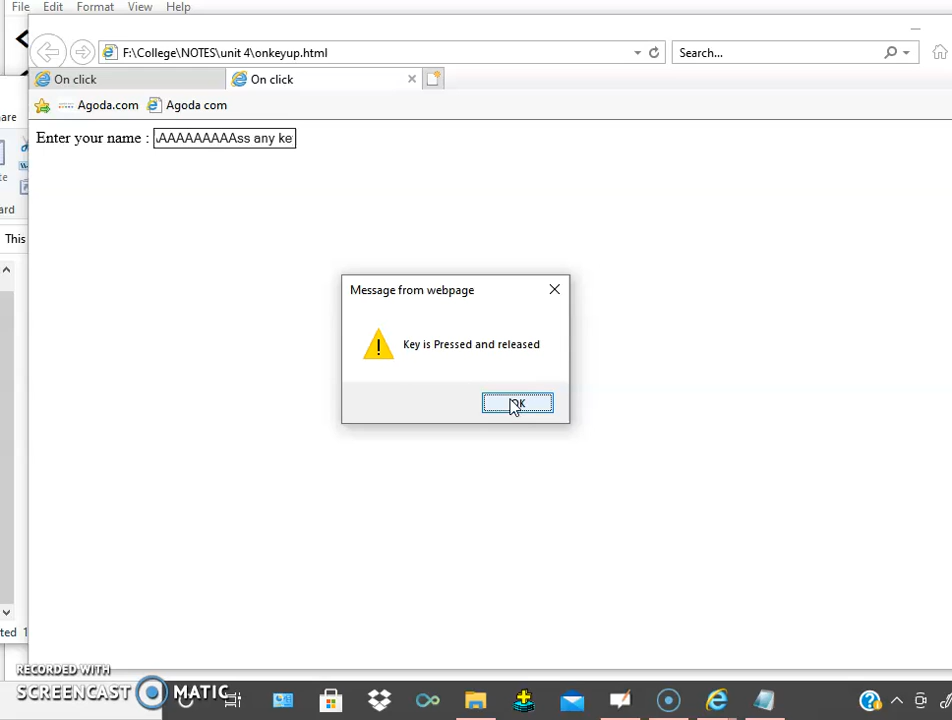 File Edit Format View Help
F:\College\NOTES\unit 4\onkeyup.html
Search...
On click
On click
Agoda.com
Agoda com
Enter your name : AAAAAAAAAss any ke
Message from webpage
Key is Pressed and released
OK
This
RECORDED WITH
SCREENCAST MATIC